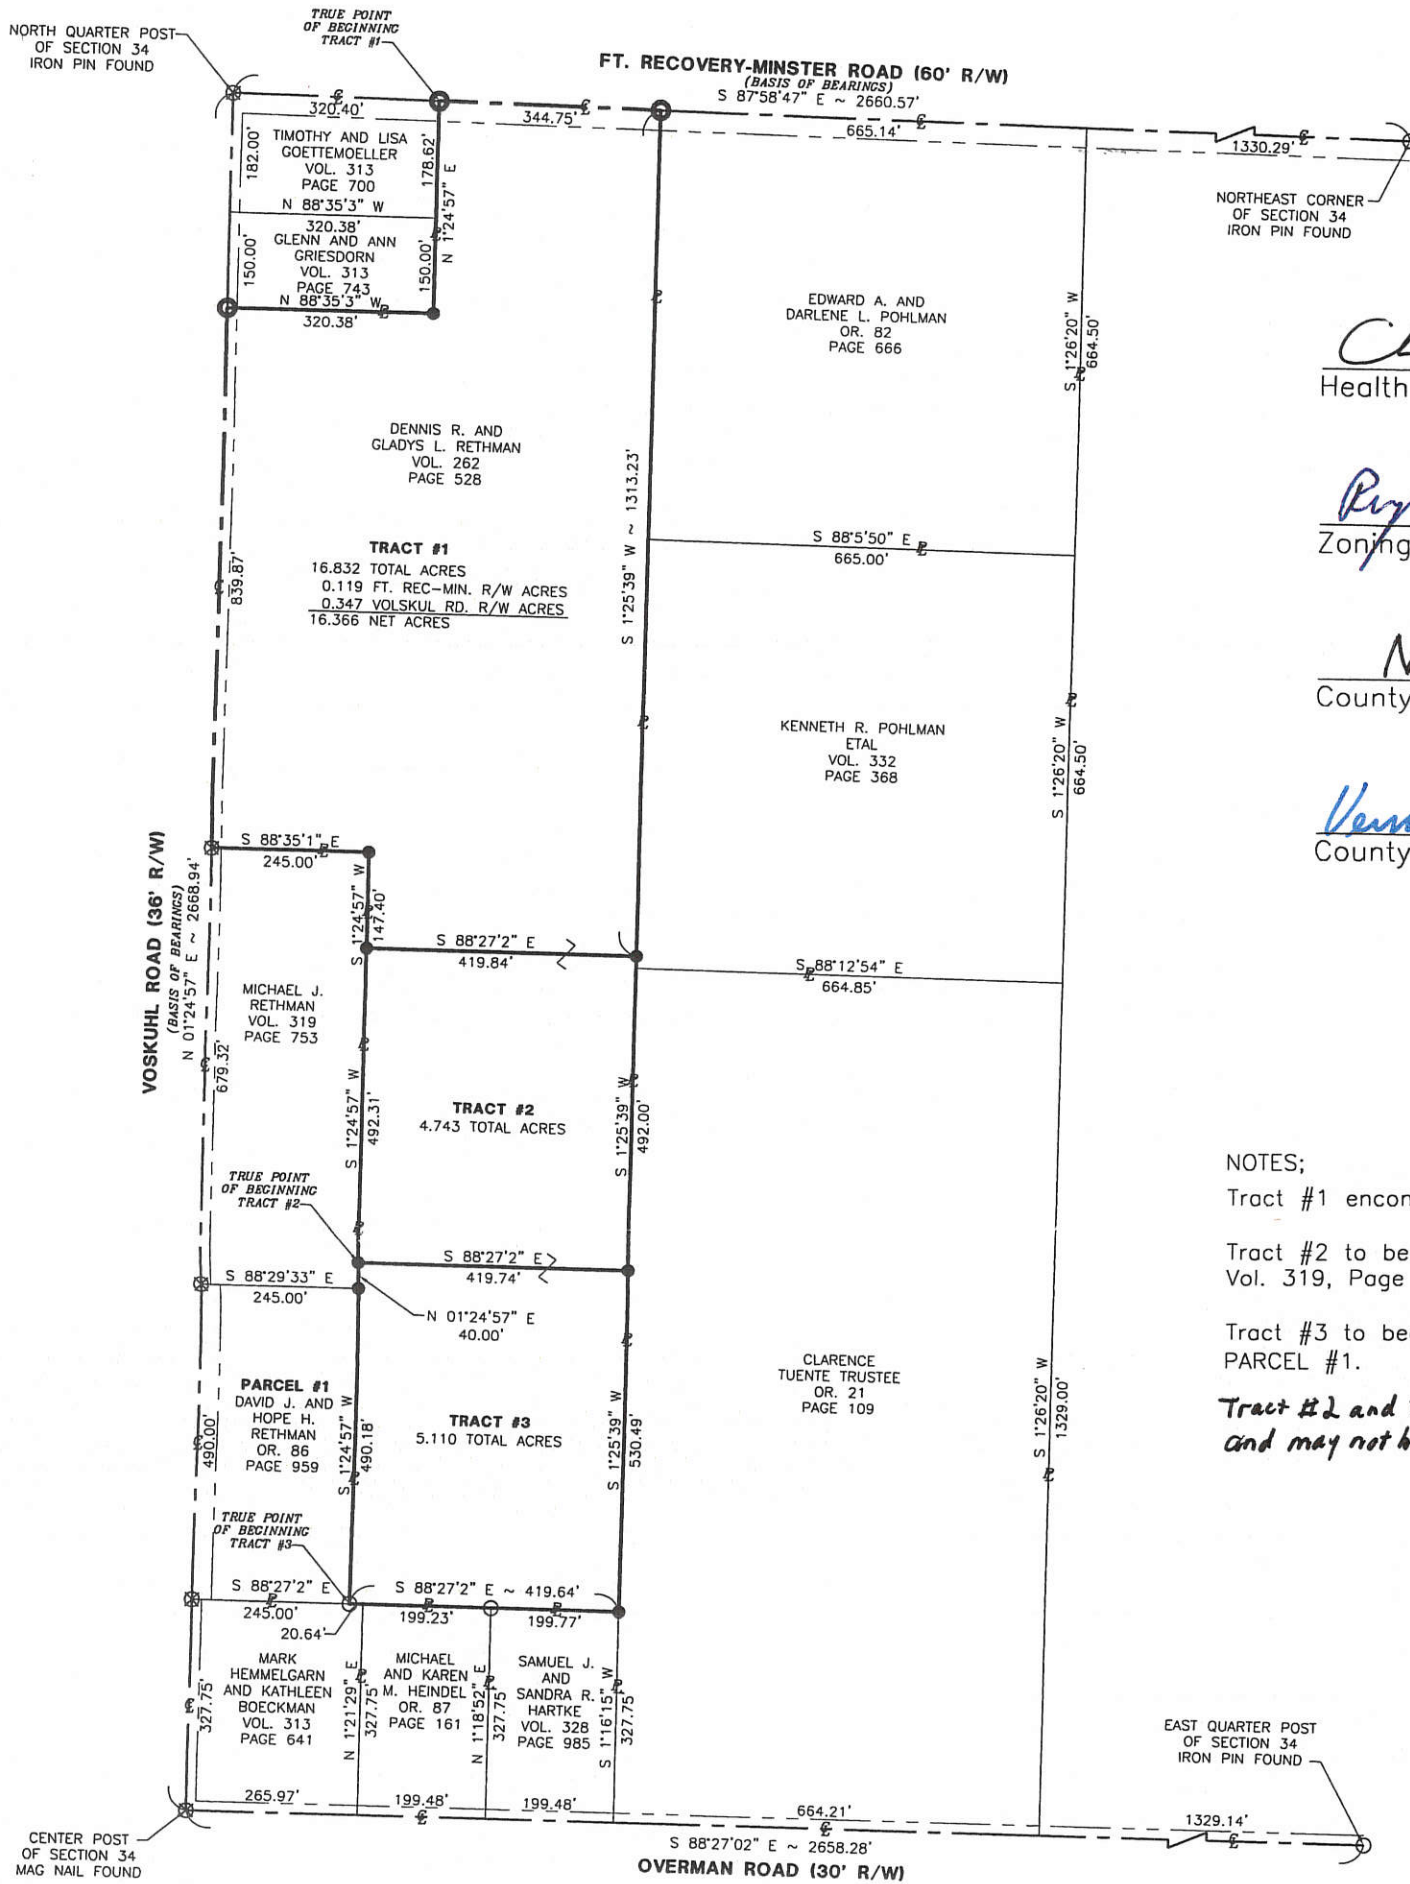 NORTH QUARTER POST
OF SECTION 34
IRON PIN FOUND
TRUE POINT
OF BEGINNING
TRACT #1
FT. RECOVERY-MINSTER ROAD (60' R/W)
(BASIS OF BEARINGS)
S 87°58'47" E ~ 2660.57'
320.40'
344.75'
665.14'
1330.29'
NORTHEAST CORNER
OF SECTION 34
IRON PIN FOUND
182.00'
TIMOTHY AND LISA
GOETTEMOELLER
VOL. 313
PAGE 700
178.62'
N 1°24'57" E
N 88°35'3" W
320.38'
150.00'
GLENN AND ANN
GRIESDORN
VOL. 313
PAGE 743
150.00'
N 88°35'3" W
320.38'
EDWARD A. AND
DARLENE L. POHLMAN
OR. 82
PAGE 666
S 1°26'20" W
664.50'
Health
DENNIS R. AND
GLADYS L. RETHMAN
VOL. 262
PAGE 528
S 1°25'39" W ~ 1313.23'
Zoning
TRACT #1
16.832 TOTAL ACRES
0.119 FT. REC-MIN. R/W ACRES
0.347 VOLSKUL RD. R/W ACRES
16.366 NET ACRES
839.87'
S 88°5'50" E
665.00'
County
KENNETH R. POHLMAN
ETAL
VOL. 332
PAGE 368
S 1°26'20" W
664.50'
County
VOSKUHL ROAD (36' R/W)
(BASIS OF BEARINGS)
N 01°24'57" E ~ 2668.94'
S 88°35'1" E
245.00'
S 1°24'57" W
147.40'
S 88°27'2" E
419.84'
S 88°12'54" E
664.85'
MICHAEL J.
RETHMAN
VOL. 319
PAGE 753
679.32'
S 1°24'57" W
492.31'
TRACT #2
4.743 TOTAL ACRES
S 1°25'39" W
492.00'
TRUE POINT
OF BEGINNING
TRACT #2
S 88°27'2" E
419.74'
S 88°29'33" E
245.00'
N 01°24'57" E
40.00'
NOTES;
Tract #1 encon
Tract #2 to be
Vol. 319, Page
Tract #3 to be
PARCEL #1.
Tract #2 and
and may not b
PARCEL #1
DAVID J. AND
HOPE H.
RETHMAN
OR. 86
PAGE 959
490.00'
S 1°24'57" W
490.18'
TRACT #3
5.110 TOTAL ACRES
S 1°25'39" W
530.49'
CLARENCE
TUENTE TRUSTEE
OR. 21
PAGE 109
S 1°26'20" W
1329.00'
TRUE POINT
OF BEGINNING
TRACT #3
S 88°27'2" E
245.00'
20.64'
S 88°27'2" E ~ 419.64'
199.23'
199.77'
327.75'
MARK
HEMMELGARN
AND KATHLEEN
BOECKMAN
VOL. 313
PAGE 641
N 1°21'29" E
327.75'
MICHAEL
AND KAREN
M. HEINDEL
OR. 87
PAGE 161
N 1°18'52" E
327.75
SAMUEL J.
AND
SANDRA R.
HARTKE
VOL. 328
PAGE 985
S 1°16'15" W
327.75
EAST QUARTER POST
OF SECTION 34
IRON PIN FOUND
265.97'
199.48'
199.48'
664.21'
1329.14'
CENTER POST
OF SECTION 34
MAG NAIL FOUND
S 88°27'02" E ~ 2658.28'
OVERMAN ROAD (30' R/W)